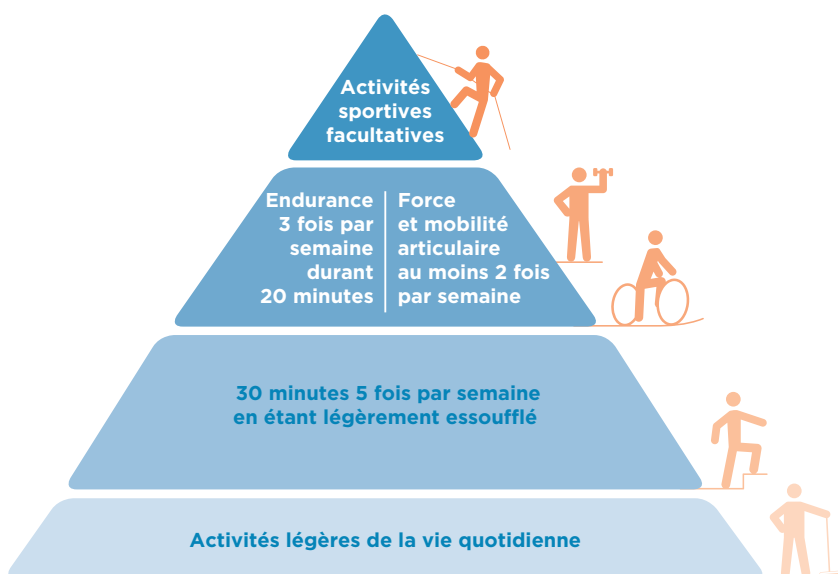 Activités
sportives
facultatives
Endurance
3 fois par
semaine
durant
20 minutes
Force
et mobilité
articulaire
au moins 2 fois
par semaine
30 minutes 5 fois par semaine
en étant légèrement essoufflé
Activités légères de la vie quotidienne